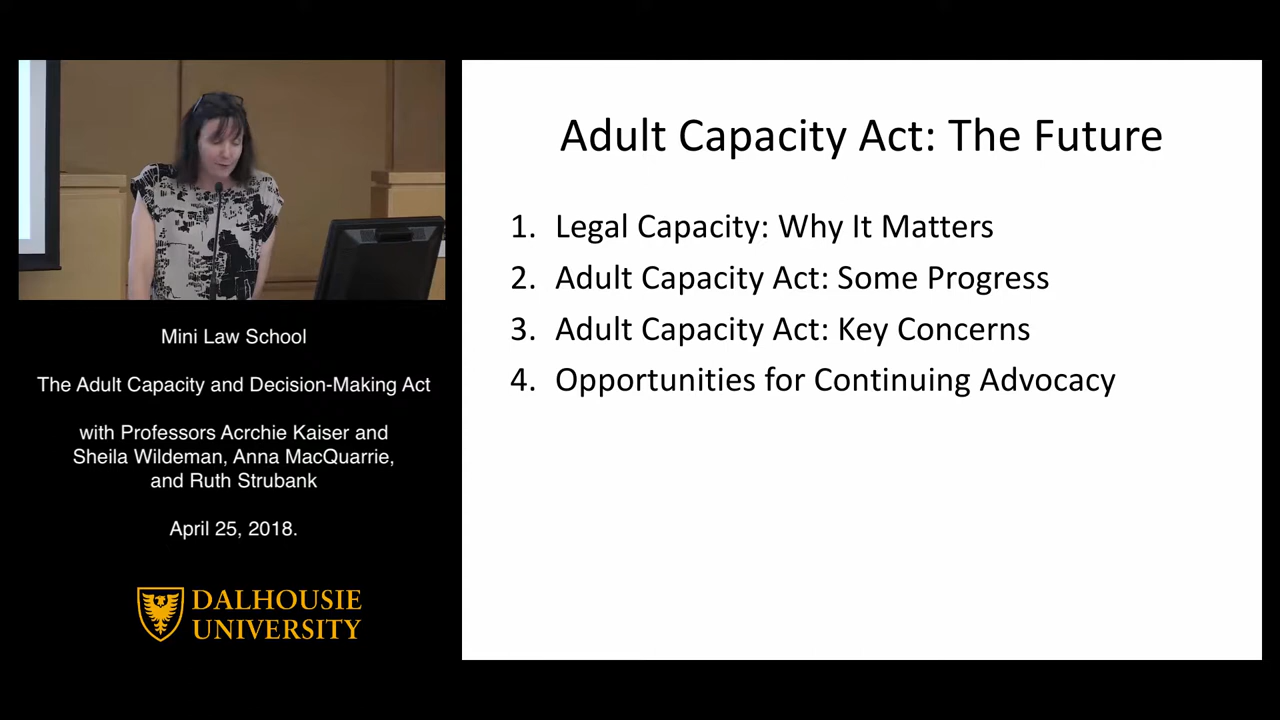 Adult Capacity Act: The Future
1. Legal Capacity: Why It Matters
2. Adult Capacity Act: Some Progress
3. Adult Capacity Act: Key Concerns
4. Opportunities for Continuing Advocacy
Mini Law School
The Adult Capacity and Decision-Making Act
with Professors Acrchie Kaiser and
Sheila Wildeman, Anna MacQuarrie,
and Ruth Strubank
April 25, 2018.
DALHOUSIE
UNIVERSITY